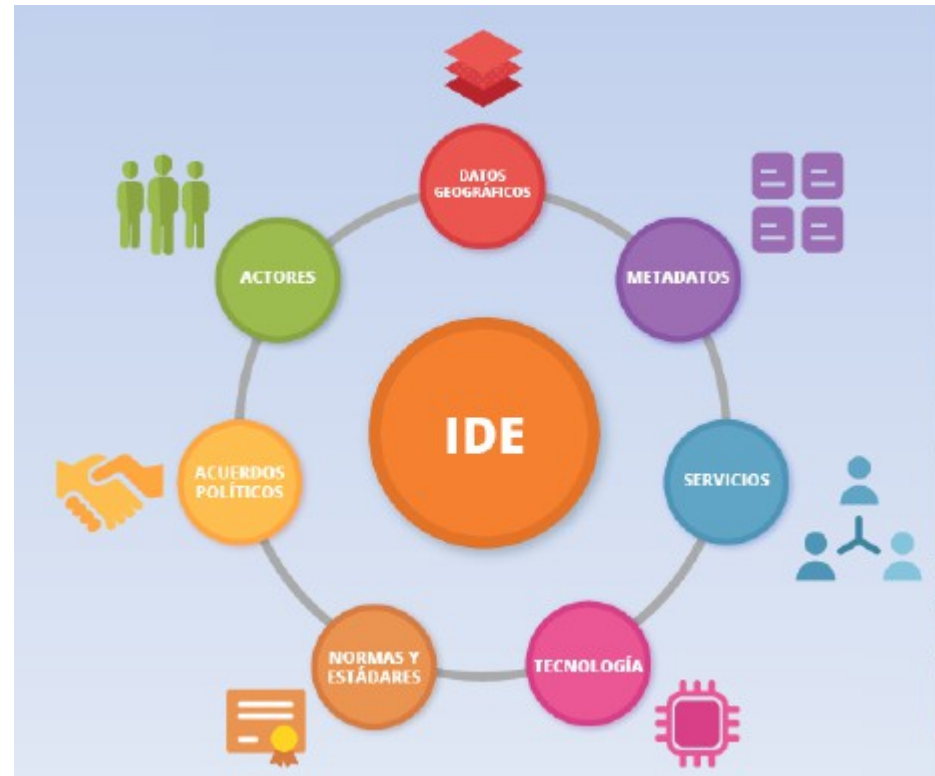 DATOS
GEOGRÁFICOS
METADATOS
ACTORES
IDE
SERVICIOS
ACUERDOS
POLÍTICOS
TECNOLOGÍA
NORMAS Y
ESTÁDARES